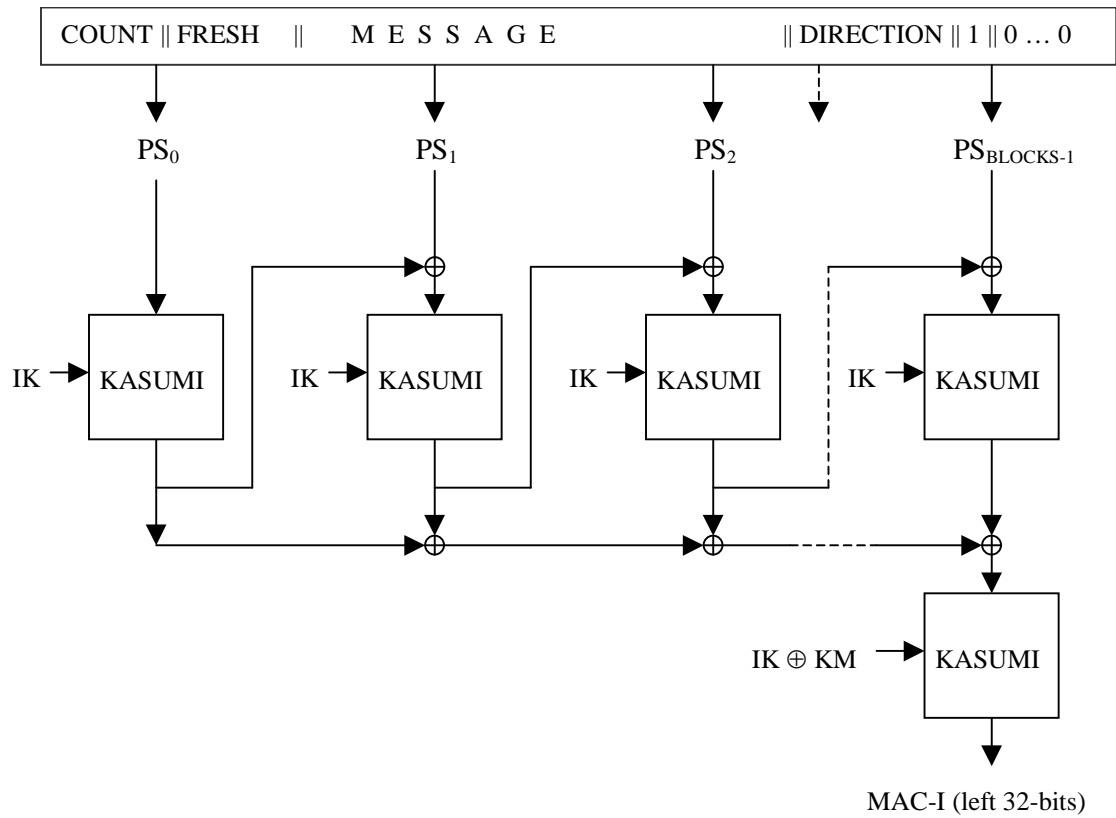 COUNT || FRESH || M E S S A G E || DIRECTION || 1 || 0 … 0
PS0 PS1 PS2 PSBLOCKS-1
IK KASUMI IK KASUMI IK KASUMI IK KASUMI
IK ⊕ KM KASUMI
MAC-I (left 32-bits)